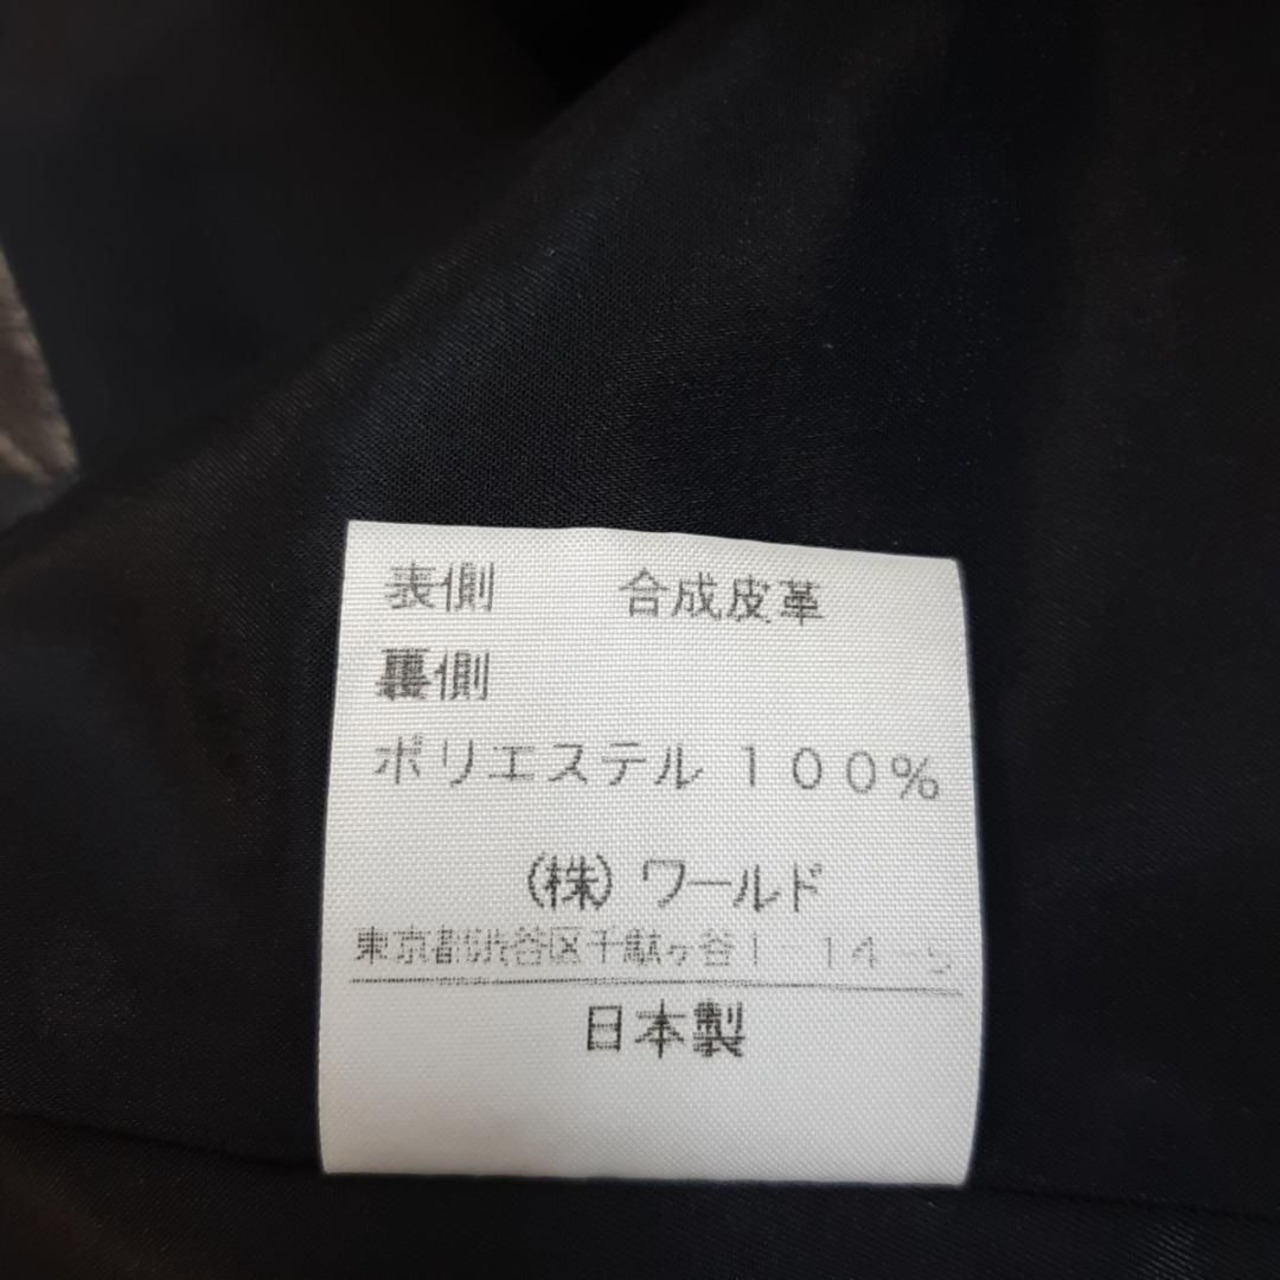 表側 合成皮革
裏側
ポリエステル 100%
(株) ワールド
東京都渋谷区千駄ヶ谷1-14-5
日本製